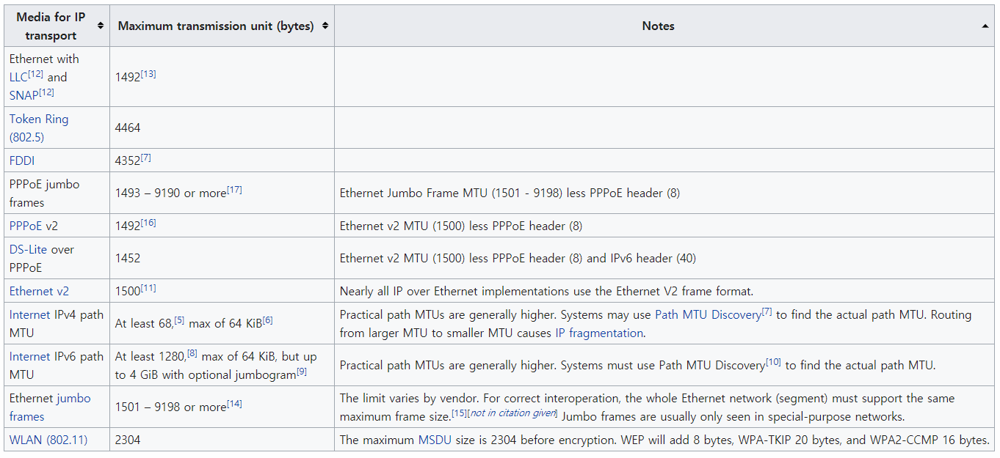 Media for IP transport Maximum transmission unit (bytes) Notes
Ethernet with LLC[12] and SNAP[12] 1492[13]
Token Ring (802.5) 4464
FDDI 4352[7]
PPPoE jumbo frames 1493 – 9190 or more[17] Ethernet Jumbo Frame MTU (1501 - 9198) less PPPoE header (8)
PPPoE v2 1492[16] Ethernet v2 MTU (1500) less PPPoE header (8)
DS-Lite over PPPoE 1452 Ethernet v2 MTU (1500) less PPPoE header (8) and IPv6 header (40)
Ethernet v2 1500[11] Nearly all IP over Ethernet implementations use the Ethernet V2 frame format.
Internet IPv4 path MTU At least 68,[5] max of 64 KiB[6] Practical path MTUs are generally higher. Systems may use Path MTU Discovery[7] to find the actual path MTU. Routing from larger MTU to smaller MTU causes IP fragmentation.
Internet IPv6 path MTU At least 1280,[8] max of 64 KiB, but up to 4 GiB with optional jumbogram[9] Practical path MTUs are generally higher. Systems must use Path MTU Discovery[10] to find the actual path MTU.
Ethernet jumbo frames 1501 – 9198 or more[14] The limit varies by vendor. For correct interoperation, the whole Ethernet network (segment) must support the same maximum frame size.[15][not in citation given] Jumbo frames are usually only seen in special-purpose networks.
WLAN (802.11) 2304 The maximum MSDU size is 2304 before encryption. WEP will add 8 bytes, WPA-TKIP 20 bytes, and WPA2-CCMP 16 bytes.